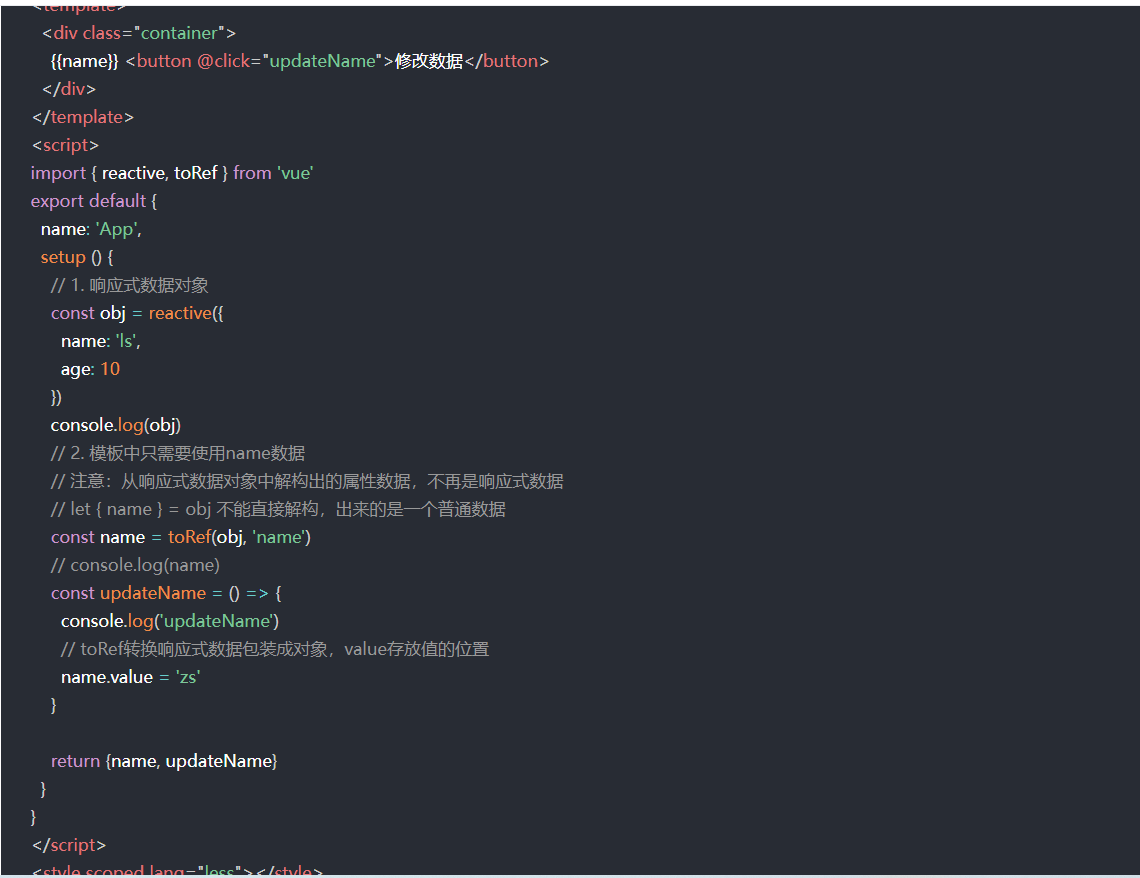 <template>
<div class="container">
{{name}} <button @click="updateName">修改数据</button>
</div>
</template>
<script>
import { reactive, toRef } from 'vue'
export default {
name: 'App',
setup () {
// 1. 响应式数据对象
const obj = reactive({
name: 'ls',
age: 10
})
console.log(obj)
// 2. 模板中只需要使用name数据
// 注意：从响应式数据对象中解构出的属性数据，不再是响应式数据
// let { name } = obj 不能直接解构，出来的是一个普通数据
const name = toRef(obj, 'name')
// console.log(name)
const updateName = () => {
console.log('updateName')
// toRef转换响应式数据包装成对象，value存放值的位置
name.value = 'zs'
}
return {name, updateName}
}
}
</script>
<style scoped lang="less"></style>